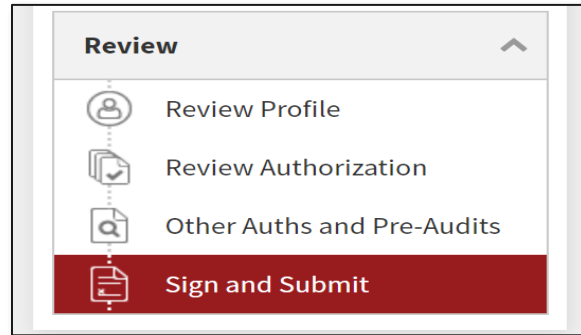 Review
Review Profile
Review Authorization
Other Auths and Pre-Audits
Sign and Submit